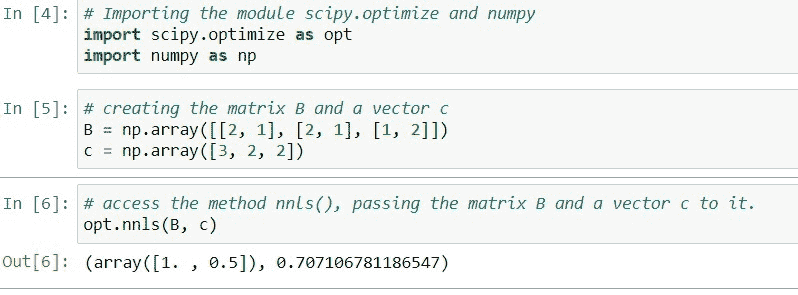 In [4]: # Importing the module scipy.optimize and numpy
import scipy.optimize as opt
import numpy as np
In [5]: # creating the matrix B and a vector c
B = np.array([[2, 1], [2, 1], [1, 2]])
c = np.array([3, 2, 2])
In [6]: # access the method nnls(), passing the matrix B and a vector c to it.
opt.nnls(B, c)
Out[6]: (array([1. , 0.5]), 0.707106781186547)